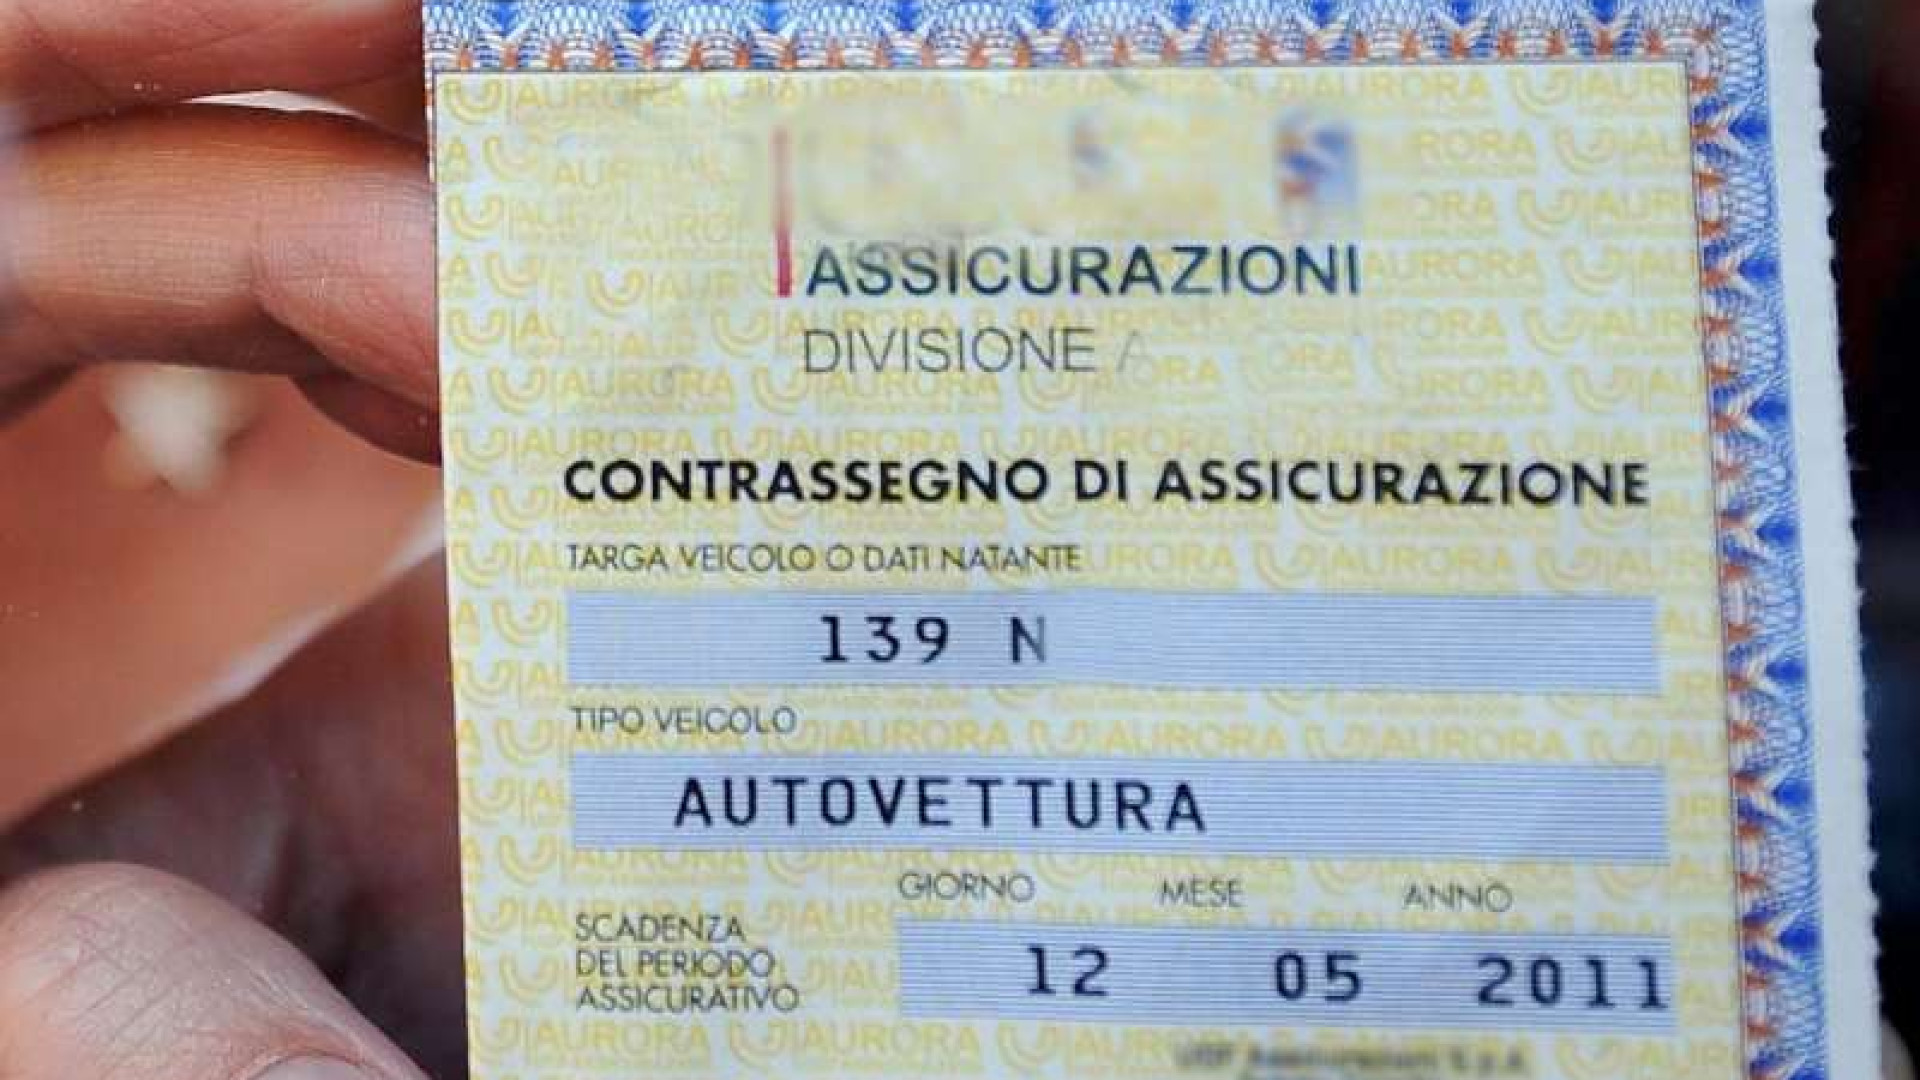 ASSICURAZIONI
DIVISIONE
CONTRASSEGNO DI ASSICURAZIONE
TARGA VEICOLO O DATI NATANTE
139 N
TIPO VEICOLO
AUTOVETTURA
GIORNO MESE ANNO
SCADENZA
DEL PERIODO
ASSICURATIVO
12 05 2011